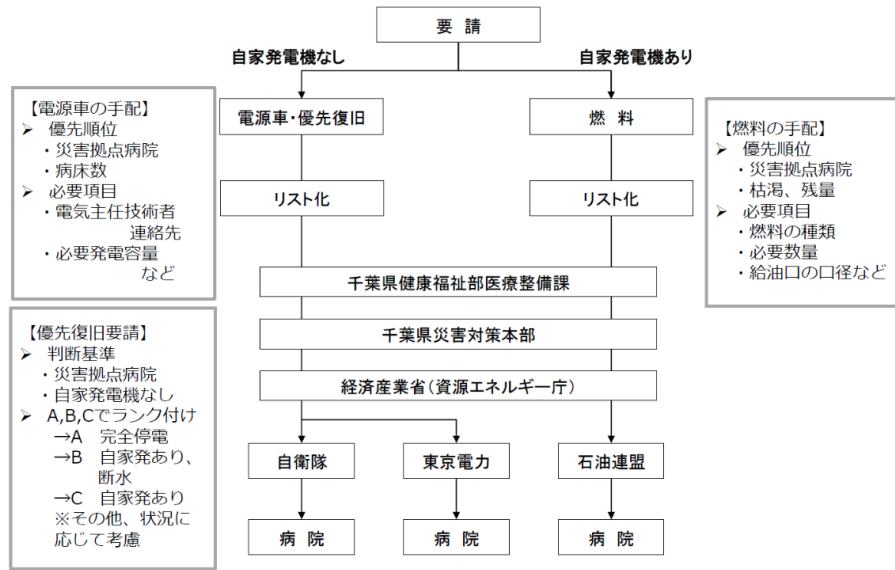 要 請
自家発電機なし
自家発電機あり
【電源車の手配】
➢ 優先順位
・災害拠点病院
・病床数
➢ 必要項目
・電気主任技術者
連絡先
・必要発電容量
など
【優先復旧要請】
➢ 判断基準
・災害拠点病院
・自家発電機なし
➢ A,B,Cでランク付け
→A 完全停電
→B 自家発あり、
断水
→C 自家発あり
※その他、状況に
応じて考慮
電源車・優先復旧
燃 料
リスト化
リスト化
千葉県健康福祉部医療整備課
千葉県災害対策本部
経済産業省(資源エネルギー庁)
自衛隊
東京電力
石油連盟
病 院
病 院
病 院
【燃料の手配】
➢ 優先順位
・災害拠点病院
・枯渇、残量
➢ 必要項目
・燃料の種類
・必要数量
・給油口の口径など